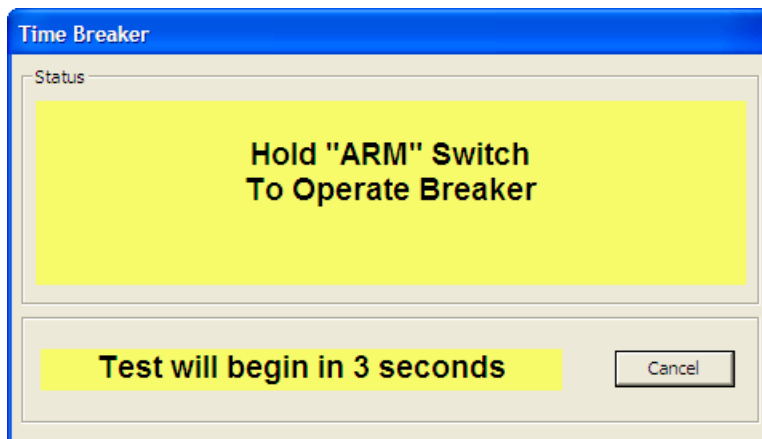 Time Breaker
Status
Hold "ARM" Switch
To Operate Breaker
Test will begin in 3 seconds
Cancel